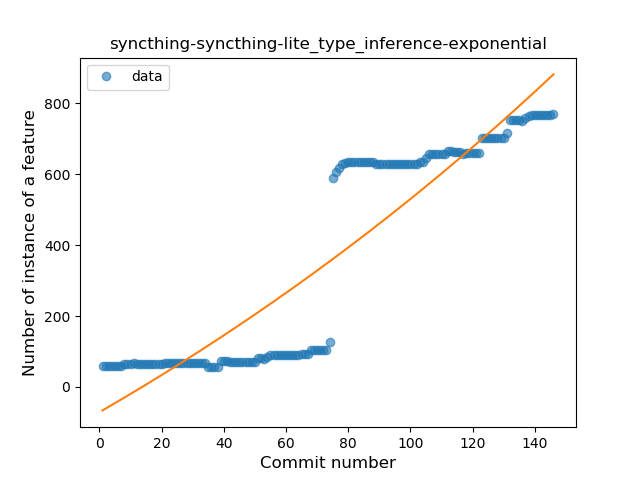 syncthing-syncthing-lite_type_inference-exponential
data
Number of instance of a feature
800
600
400
200
0
0 20 40 60 80 100 120 140
Commit number